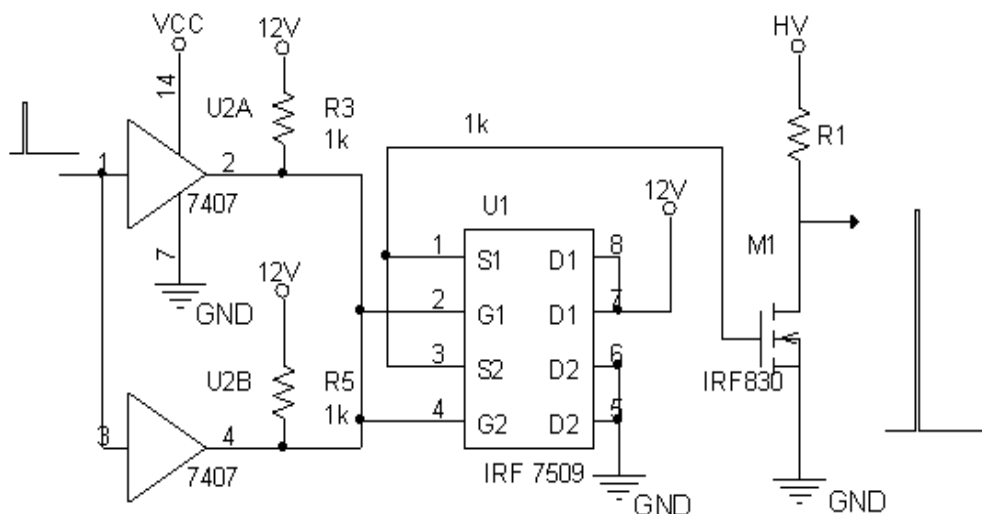 VCC
12V
HV
14
U2A
R3
1k
1k
R1
1
2
7407
12V
U1
7
GND
1
S1
D1
8
M1
2
G1
D1
7
12V
3
S2
D2
6
IRF830
U2B
R5
1k
4
G2
D2
5
3
4
7407
IRF 7509
GND
GND